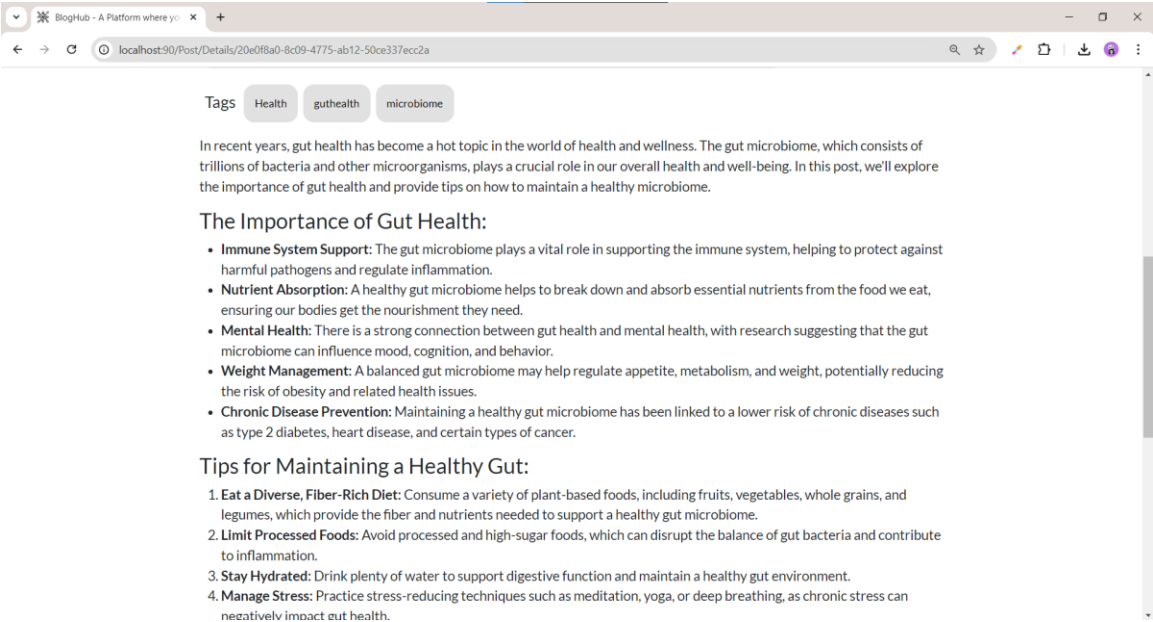 BlogHub - A Platform where yo
localhost:90/Post/Details/20e0f8a0-8c09-4775-ab12-50ce337ecc2a
Tags Health guthealth microbiome
In recent years, gut health has become a hot topic in the world of health and wellness. The gut microbiome, which consists of
trillions of bacteria and other microorganisms, plays a crucial role in our overall health and well-being. In this post, we'll explore
the importance of gut health and provide tips on how to maintain a healthy microbiome.
The Importance of Gut Health:
• Immune System Support: The gut microbiome plays a vital role in supporting the immune system, helping to protect against
harmful pathogens and regulate inflammation.
• Nutrient Absorption: A healthy gut microbiome helps to break down and absorb essential nutrients from the food we eat,
ensuring our bodies get the nourishment they need.
• Mental Health: There is a strong connection between gut health and mental health, with research suggesting that the gut
microbiome can influence mood, cognition, and behavior.
• Weight Management: A balanced gut microbiome may help regulate appetite, metabolism, and weight, potentially reducing
the risk of obesity and related health issues.
• Chronic Disease Prevention: Maintaining a healthy gut microbiome has been linked to a lower risk of chronic diseases such
as type 2 diabetes, heart disease, and certain types of cancer.
Tips for Maintaining a Healthy Gut:
1. Eat a Diverse, Fiber-Rich Diet: Consume a variety of plant-based foods, including fruits, vegetables, whole grains, and
legumes, which provide the fiber and nutrients needed to support a healthy gut microbiome.
2. Limit Processed Foods: Avoid processed and high-sugar foods, which can disrupt the balance of gut bacteria and contribute
to inflammation.
3. Stay Hydrated: Drink plenty of water to support digestive function and maintain a healthy gut environment.
4. Manage Stress: Practice stress-reducing techniques such as meditation, yoga, or deep breathing, as chronic stress can
negatively impact gut health.